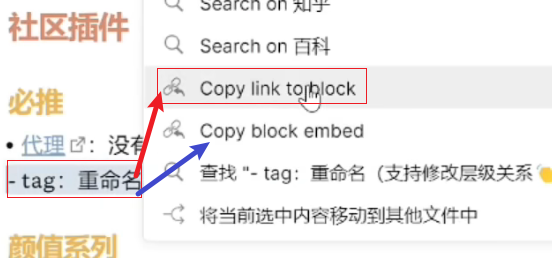 社区插件
Search on 知乎
Search on 百科
必推
Copy link to block
• 代理：没有
Copy block embed
- tag：重命名
查找 "- tag：重命名（支持修改层级关系
将当前选中内容移动到其他文件中
颜值系列